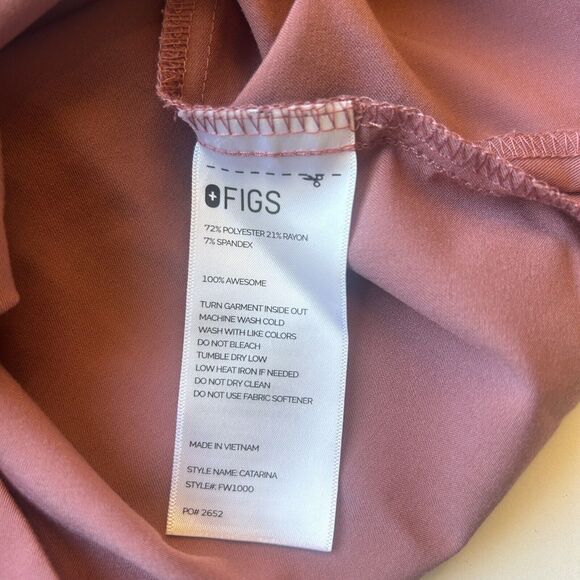 FIGS
72% POLYESTER 21% RAYON
7% SPANDEX
100% AWESOME
TURN GARMENT INSIDE OUT
MACHINE WASH COLD
WASH WITH LIKE COLORS
DO NOT BLEACH
TUMBLE DRY LOW
LOW HEAT IRON IF NEEDED
DO NOT DRY CLEAN
DO NOT USE FABRIC SOFTENER
MADE IN VIETNAM
STYLE NAME: CATARINA
STYLE#: FW1000
PO# 2652